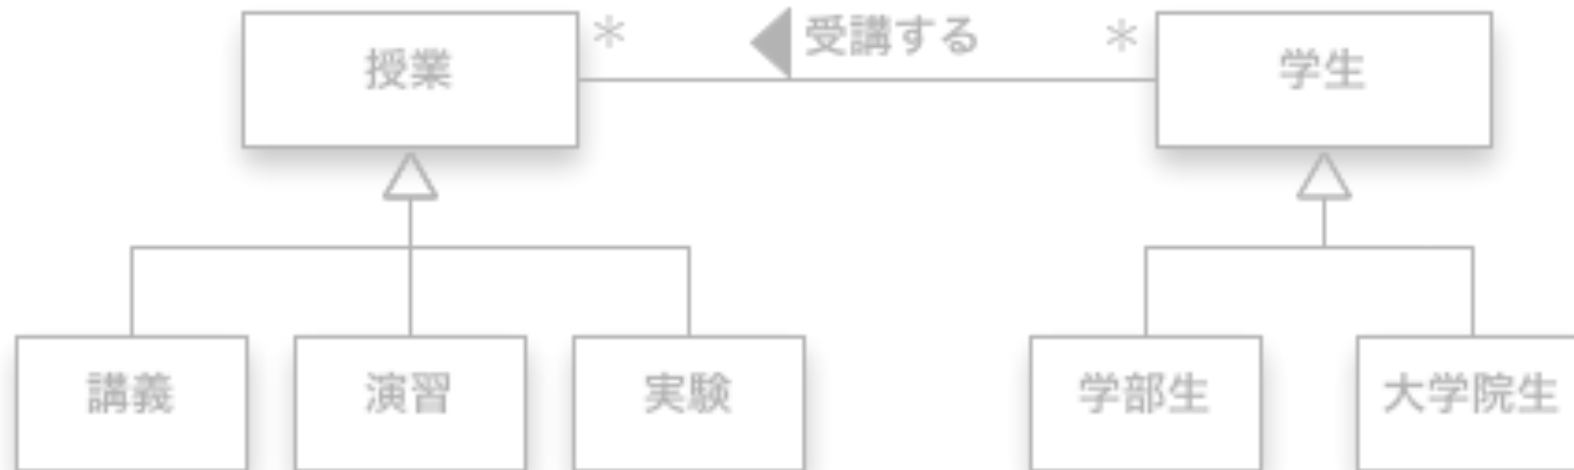 * 受講する *
授業 学生
講義 演習 実験 学部生 大学院生